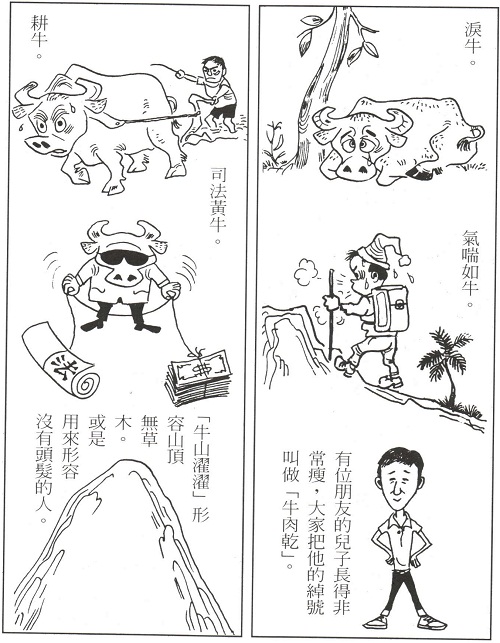 淚牛。
氣喘如牛。
有位朋友的兒子長得非
常瘦，大家把他的綽號
叫做「牛肉乾」。
耕牛。
司法黃牛。
法
$
「牛山濯濯」形
容山頂
無草
木。
或是
用來形容
沒有頭髮的人。